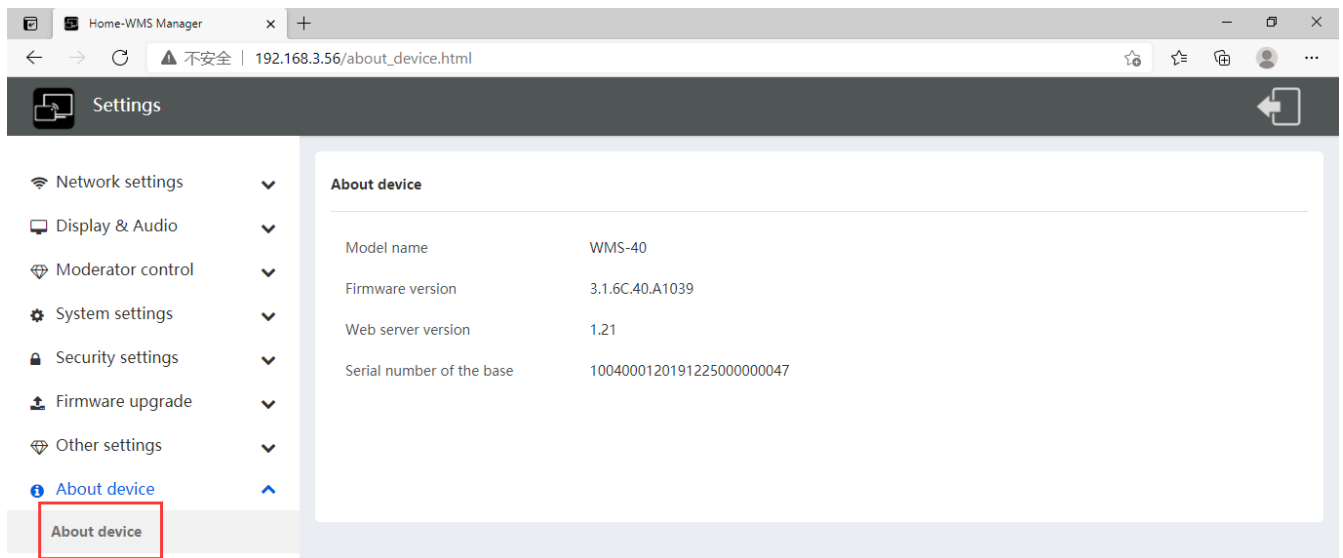 Home-WMS Manager
不安全 | 192.168.3.56/about_device.html
Settings
Network settings
Display & Audio
Moderator control
System settings
Security settings
Firmware upgrade
Other settings
About device
About device
About device
Model name WMS-40
Firmware version 3.1.6C.40.A1039
Web server version 1.21
Serial number of the base 1004000120191225000000047